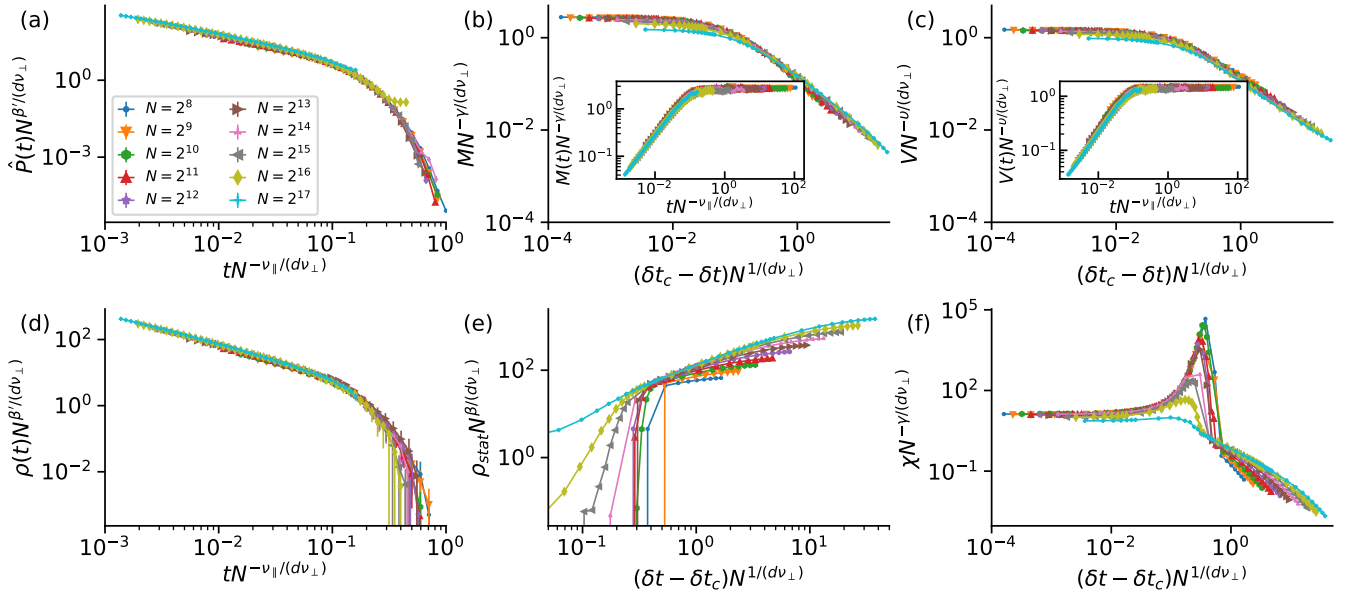 (a)
P̂(t)N^{β′/(dν⊥)}
10^0
10^{-3}
N = 2^8
N = 2^9
N = 2^{10}
N = 2^{11}
N = 2^{12}
N = 2^{13}
N = 2^{14}
N = 2^{15}
N = 2^{16}
N = 2^{17}
10^{-3}
10^{-2}
10^{-1}
10^0
tN^{-ν∥/(dν⊥)}
(b)
MN^{-γ/(dν⊥)}
10^0
10^{-2}
10^{-4}
M(t)N^{-γ/(dν⊥)}
10^0
10^{-1}
10^{-2}
10^0
10^2
tN^{-ν∥/(dν⊥)}
10^{-4}
10^{-2}
10^0
(δt_c − δt)N^{1/(dν⊥)}
(c)
VN^{-υ/(dν⊥)}
10^0
10^{-2}
10^{-4}
V(t)N^{-υ/(dν⊥)}
10^0
10^{-1}
10^{-2}
10^0
10^2
tN^{-ν∥/(dν⊥)}
10^{-4}
10^{-2}
10^0
(δt_c − δt)N^{1/(dν⊥)}
(d)
ρ(t)N^{β′/(dν⊥)}
10^2
10^0
10^{-2}
10^{-3}
10^{-2}
10^{-1}
10^0
tN^{-ν∥/(dν⊥)}
(e)
ρ_{stat}N^{β/(dν⊥)}
10^2
10^0
10^{-1}
10^0
10^1
(δt − δt_c)N^{1/(dν⊥)}
(f)
χN^{-γ/(dν⊥)}
10^5
10^2
10^{-1}
10^{-4}
10^{-4}
10^{-2}
10^0
(δt − δt_c)N^{1/(dν⊥)}